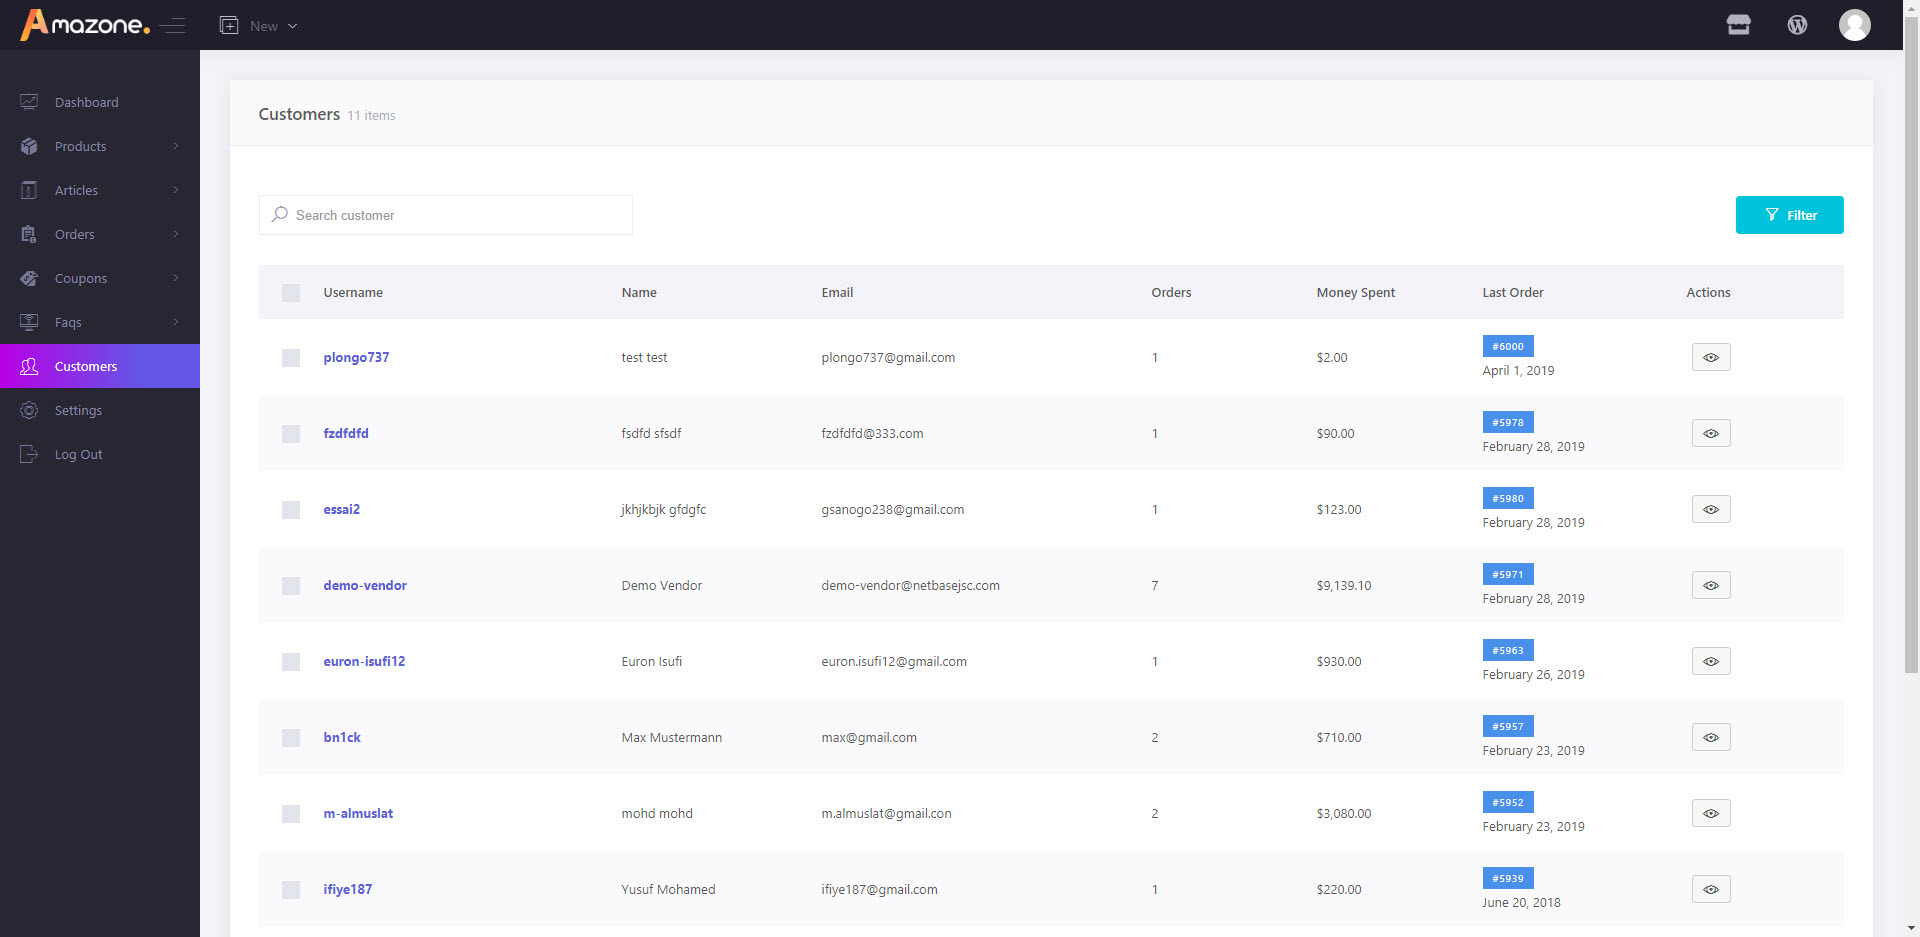 Amazone.
New
Dashboard
Products
Articles
Orders
Coupons
Faqs
Customers
Settings
Log Out
Customers 11 items
Search customer
Filter
Username Name Email Orders Money Spent Last Order Actions
plongo737 test test plongo737@gmail.com 1 $2.00 #6000
April 1, 2019
fzdfdfd fsdfd sfsdf fzdfdfd@333.com 1 $90.00 #5978
February 28, 2019
essai2 jkhjkbjk gfdgfc gsanogo238@gmail.com 1 $123.00 #5980
February 28, 2019
demo-vendor Demo Vendor demo-vendor@netbasejsc.com 7 $9,139.10 #5971
February 28, 2019
euron-isufi12 Euron Isufi euron.isufi12@gmail.com 1 $930.00 #5963
February 26, 2019
bn1ck Max Mustermann max@gmail.com 2 $710.00 #5957
February 23, 2019
m-almuslat mohd mohd m.almuslat@gmail.con 2 $3,080.00 #5952
February 23, 2019
ifiye187 Yusuf Mohamed ifiye187@gmail.com 1 $220.00 #5939
June 20, 2018